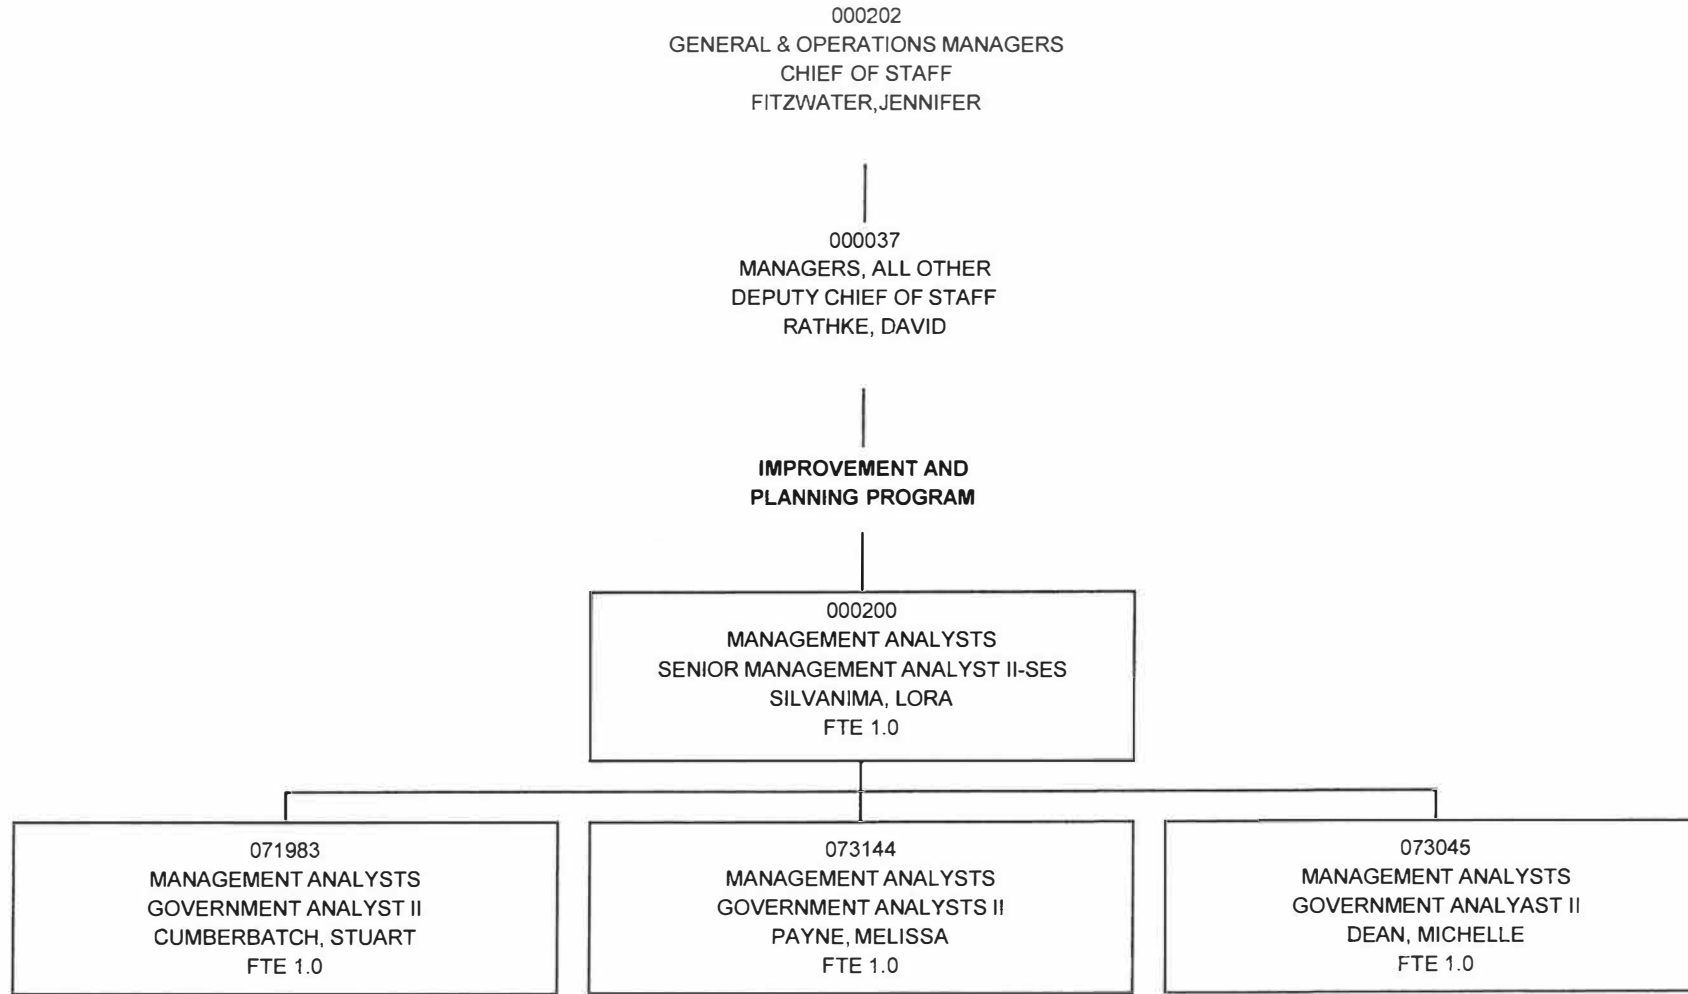 000202
GENERAL & OPERATIONS MANAGERS
CHIEF OF STAFF
FITZWATER,JENNIFER
000037
MANAGERS, ALL OTHER
DEPUTY CHIEF OF STAFF
RATHKE, DAVID
IMPROVEMENT AND
PLANNING PROGRAM
000200
MANAGEMENT ANALYSTS
SENIOR MANAGEMENT ANALYST II-SES
SILVANIMA, LORA
FTE 1.0
071983
MANAGEMENT ANALYSTS
GOVERNMENT ANALYST II
CUMBERBATCH, STUART
FTE 1.0
073144
MANAGEMENT ANALYSTS
GOVERNMENT ANALYSTS II
PAYNE, MELISSA
FTE 1.0
073045
MANAGEMENT ANALYSTS
GOVERNMENT ANALYAST II
DEAN, MICHELLE
FTE 1.0